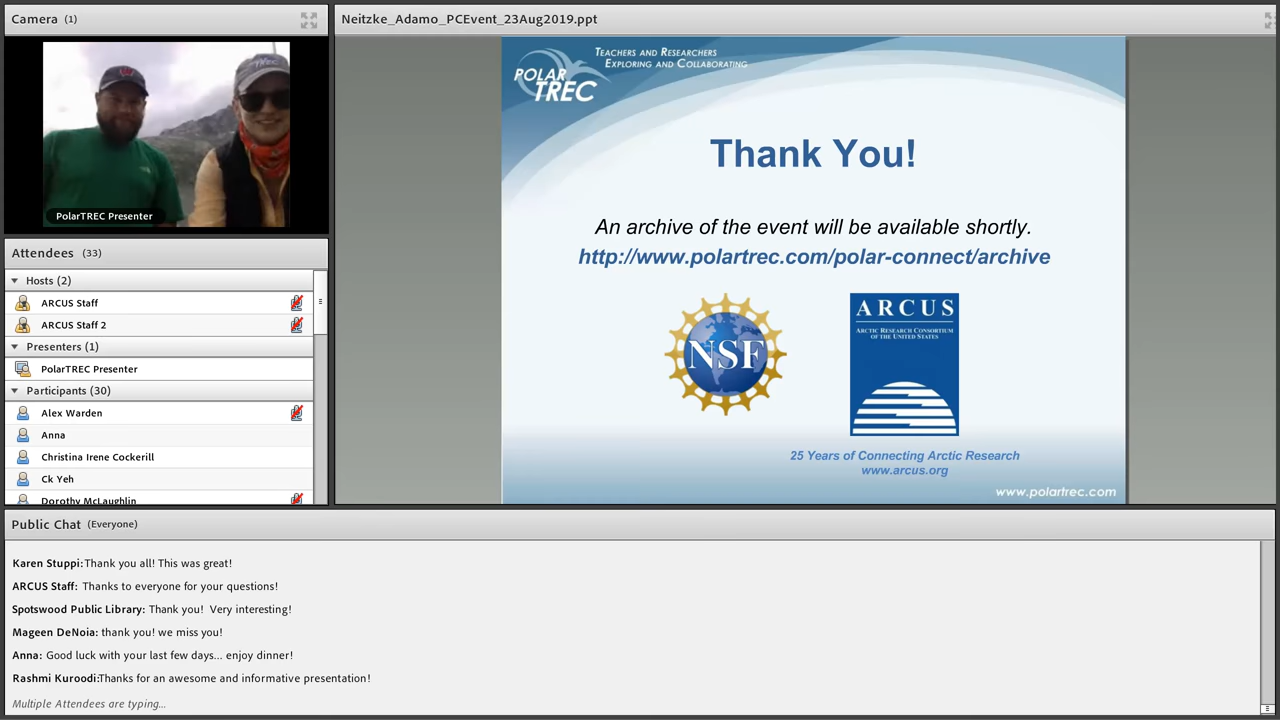 Camera (1)
PolarTREC Presenter
Attendees (33)
Hosts (2)
ARCUS Staff
ARCUS Staff 2
Presenters (1)
PolarTREC Presenter
Participants (30)
Alex Warden
Anna
Christina Irene Cockerill
Ck Yeh
Dorothy McLaughlin
Neitzke_Adamo_PCEvent_23Aug2019.ppt
TEACHERS AND RESEARCHERS
EXPLORING AND COLLABORATING
POLAR
TREC
Thank You!
An archive of the event will be available shortly.
http://www.polartrec.com/polar-connect/archive
NSF
ARCUS
ARCTIC RESEARCH CONSORTIUM
OF THE UNITED STATES
25 Years of Connecting Arctic Research
www.arcus.org
www.polartrec.com
Public Chat (Everyone)
Karen Stuppi:Thank you all! This was great!
ARCUS Staff: Thanks to everyone for your questions!
Spotswood Public Library: Thank you!  Very interesting!
Mageen DeNoia: thank you! we miss you!
Anna: Good luck with your last few days... enjoy dinner!
Rashmi Kuroodi:Thanks for an awesome and informative presentation!
Multiple Attendees are typing...